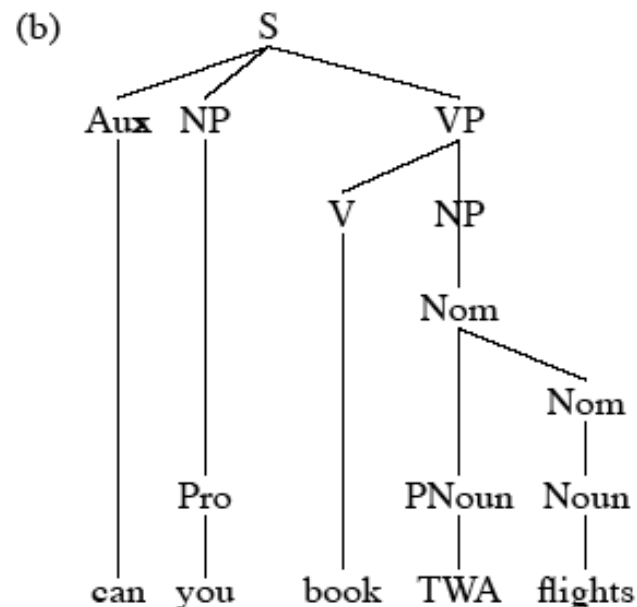 (b) S
Aux NP VP
V NP
Nom
Nom
Pro PNoun Noun
can you book TWA flights